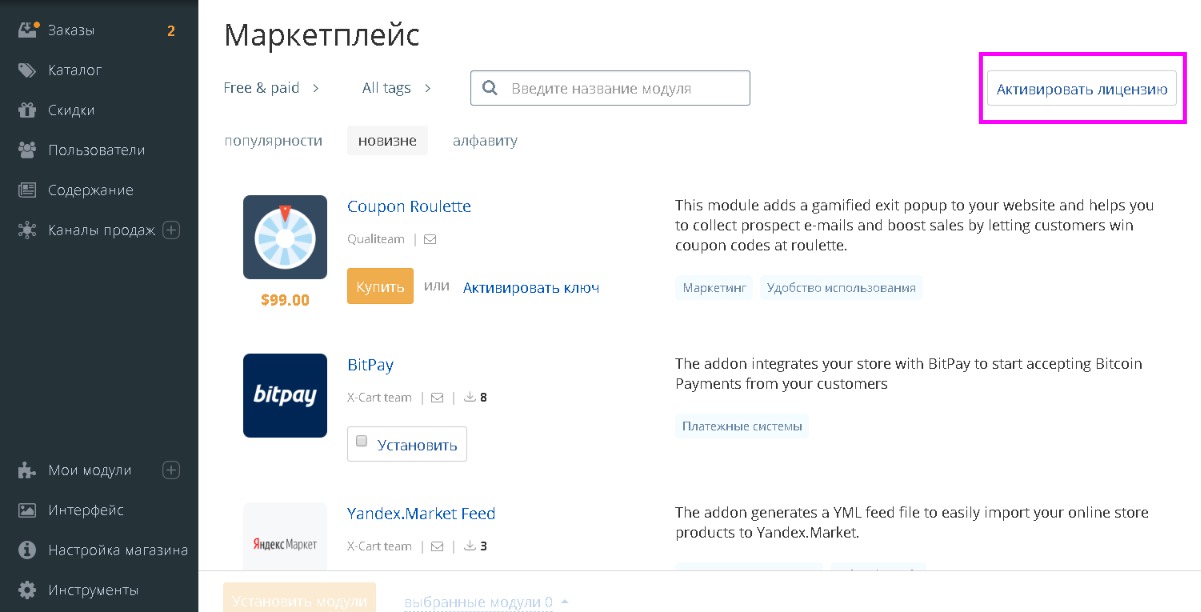 Заказы 2
Каталог
Скидки
Пользователи
Содержание
Каналы продаж
Мои модули
Интерфейс
Настройка магазина
Инструменты
Маркетплейс
Free & paid All tags Введите название модуля Активировать лицензию
популярности новизне алфавиту
Coupon Roulette
Qualiteam |
$99.00
Купить или Активировать ключ
This module adds a gamified exit popup to your website and helps you
to collect prospect e-mails and boost sales by letting customers win
coupon codes at roulette.
Маркетинг Удобство использования
bitpay
BitPay
X-Cart team | | 8
Установить
The addon integrates your store with BitPay to start accepting Bitcoin
Payments from your customers
Платежные системы
Яндекс Маркет
Yandex.Market Feed
X-Cart team | | 3
The addon generates a YML feed file to easily import your online store
products to Yandex.Market.
Установить модули выбранные модули 0